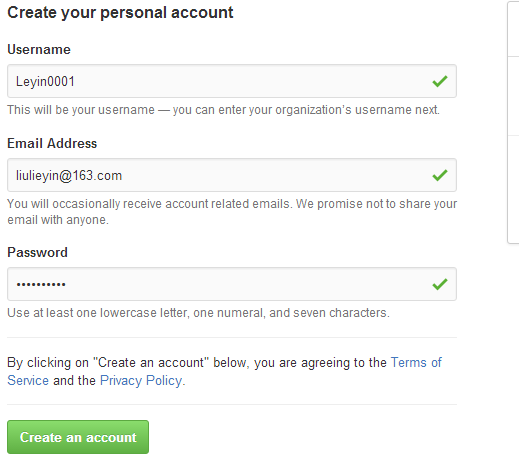 Create your personal account
Username
Leyin0001
This will be your username — you can enter your organization's username next.
Email Address
liulieyin@163.com
You will occasionally receive account related emails. We promise not to share your
email with anyone.
Password
••••••••••
Use at least one lowercase letter, one numeral, and seven characters.
By clicking on "Create an account" below, you are agreeing to the Terms of
Service and the Privacy Policy.
Create an account